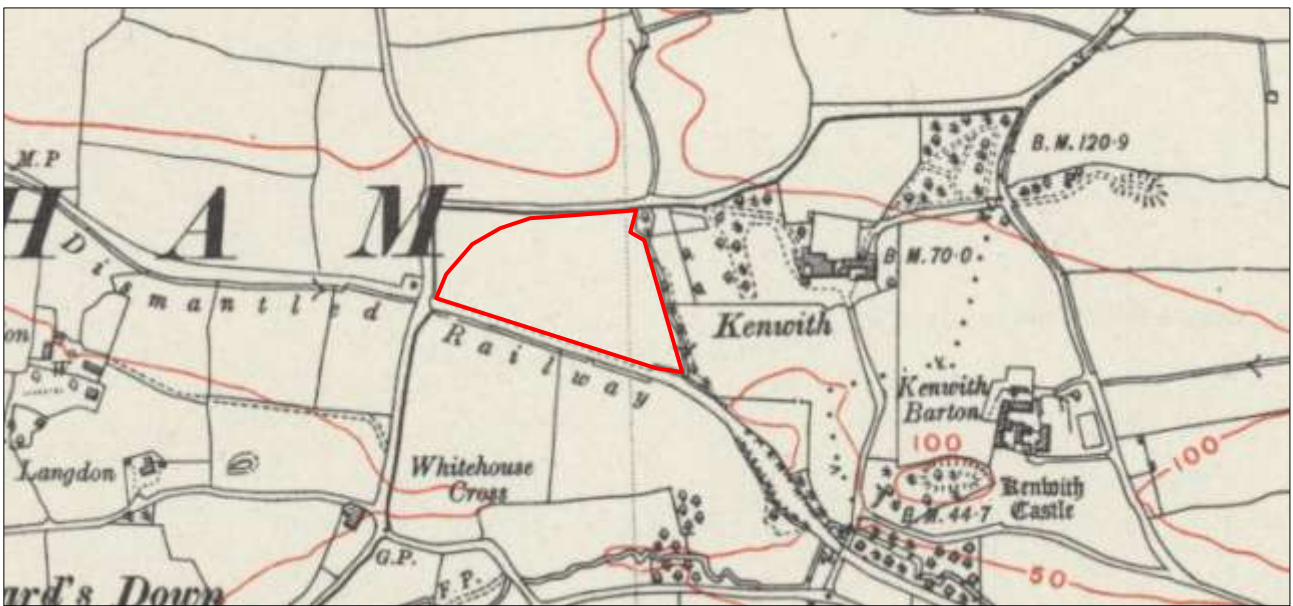 M.P
B.M.120·9
H A M
Dismantled
B M.70·0
on
Kenwith
Railway
W
Kenwith
Barton
100
Langdon
Whitehouse
Cross
100
Kenwith
Castle
B.M.44·7
G.P.
F P.
50
ard's Down